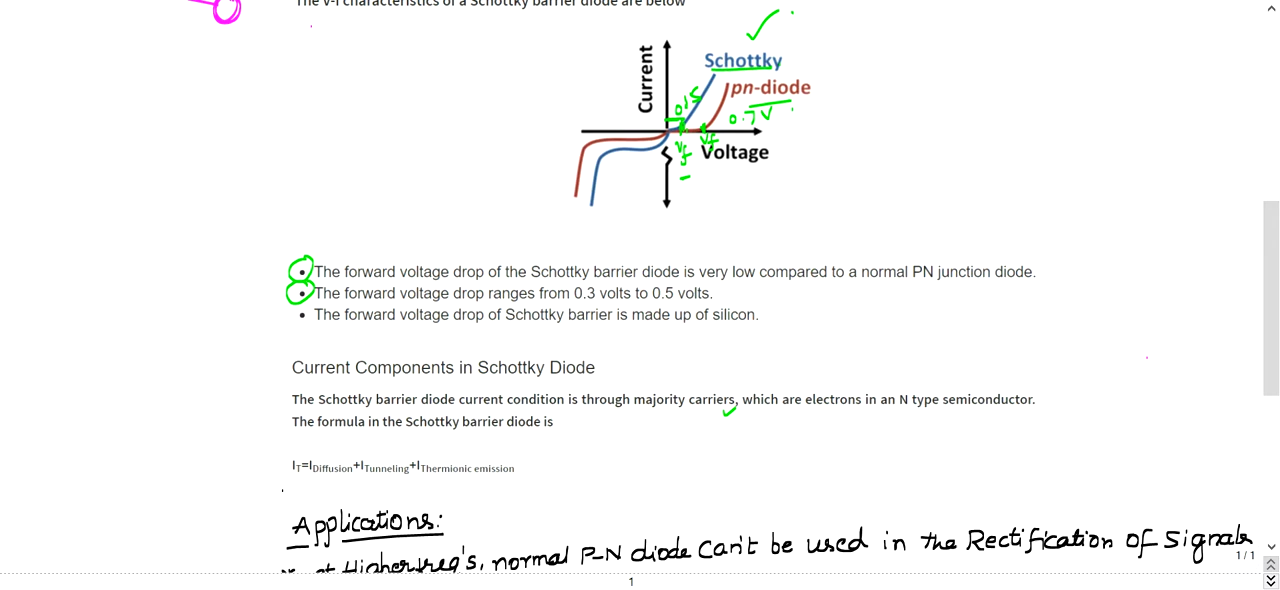 The V-I characteristics of a Schottky barrier diode are below
Current
Schottky
pn-diode
0.7V
Vf
Vf
Voltage
• The forward voltage drop of the Schottky barrier diode is very low compared to a normal PN junction diode.
• The forward voltage drop ranges from 0.3 volts to 0.5 volts.
• The forward voltage drop of Schottky barrier is made up of silicon.
Current Components in Schottky Diode
The Schottky barrier diode current condition is through majority carriers, which are electrons in an N type semiconductor.
The formula in the Schottky barrier diode is
IT=IDiffusion+ITunneling+IThermionic emission
Applications:
at Higher freq's, normal P-N diode can't be used in the Rectification of Signals
1/1
1